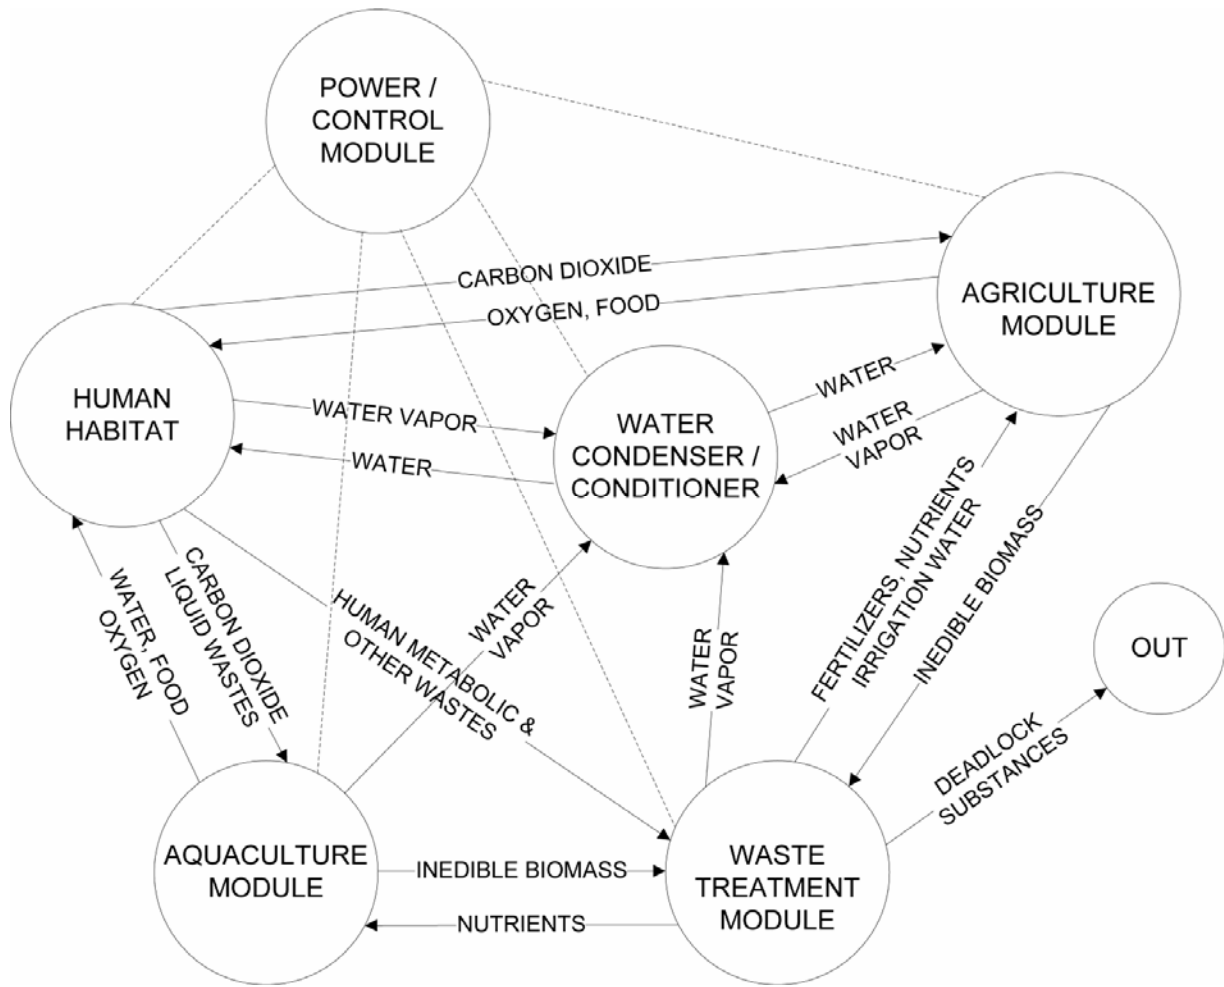 POWER /
CONTROL
MODULE
CARBON DIOXIDE
OXYGEN, FOOD
AGRICULTURE
MODULE
HUMAN
HABITAT
WATER VAPOR
WATER
WATER
CONDENSER /
CONDITIONER
WATER
WATER
VAPOR
WATER, FOOD
OXYGEN
CARBON DIOXIDE
LIQUID WASTES
HUMAN METABOLIC &
OTHER WASTES
WATER
VAPOR
WATER
VAPOR
FERTILIZERS, NUTRIENTS
IRRIGATION WATER
INEDIBLE BIOMASS
OUT
DEADLOCK
SUBSTANCES
AQUACULTURE
MODULE
INEDIBLE BIOMASS
NUTRIENTS
WASTE
TREATMENT
MODULE